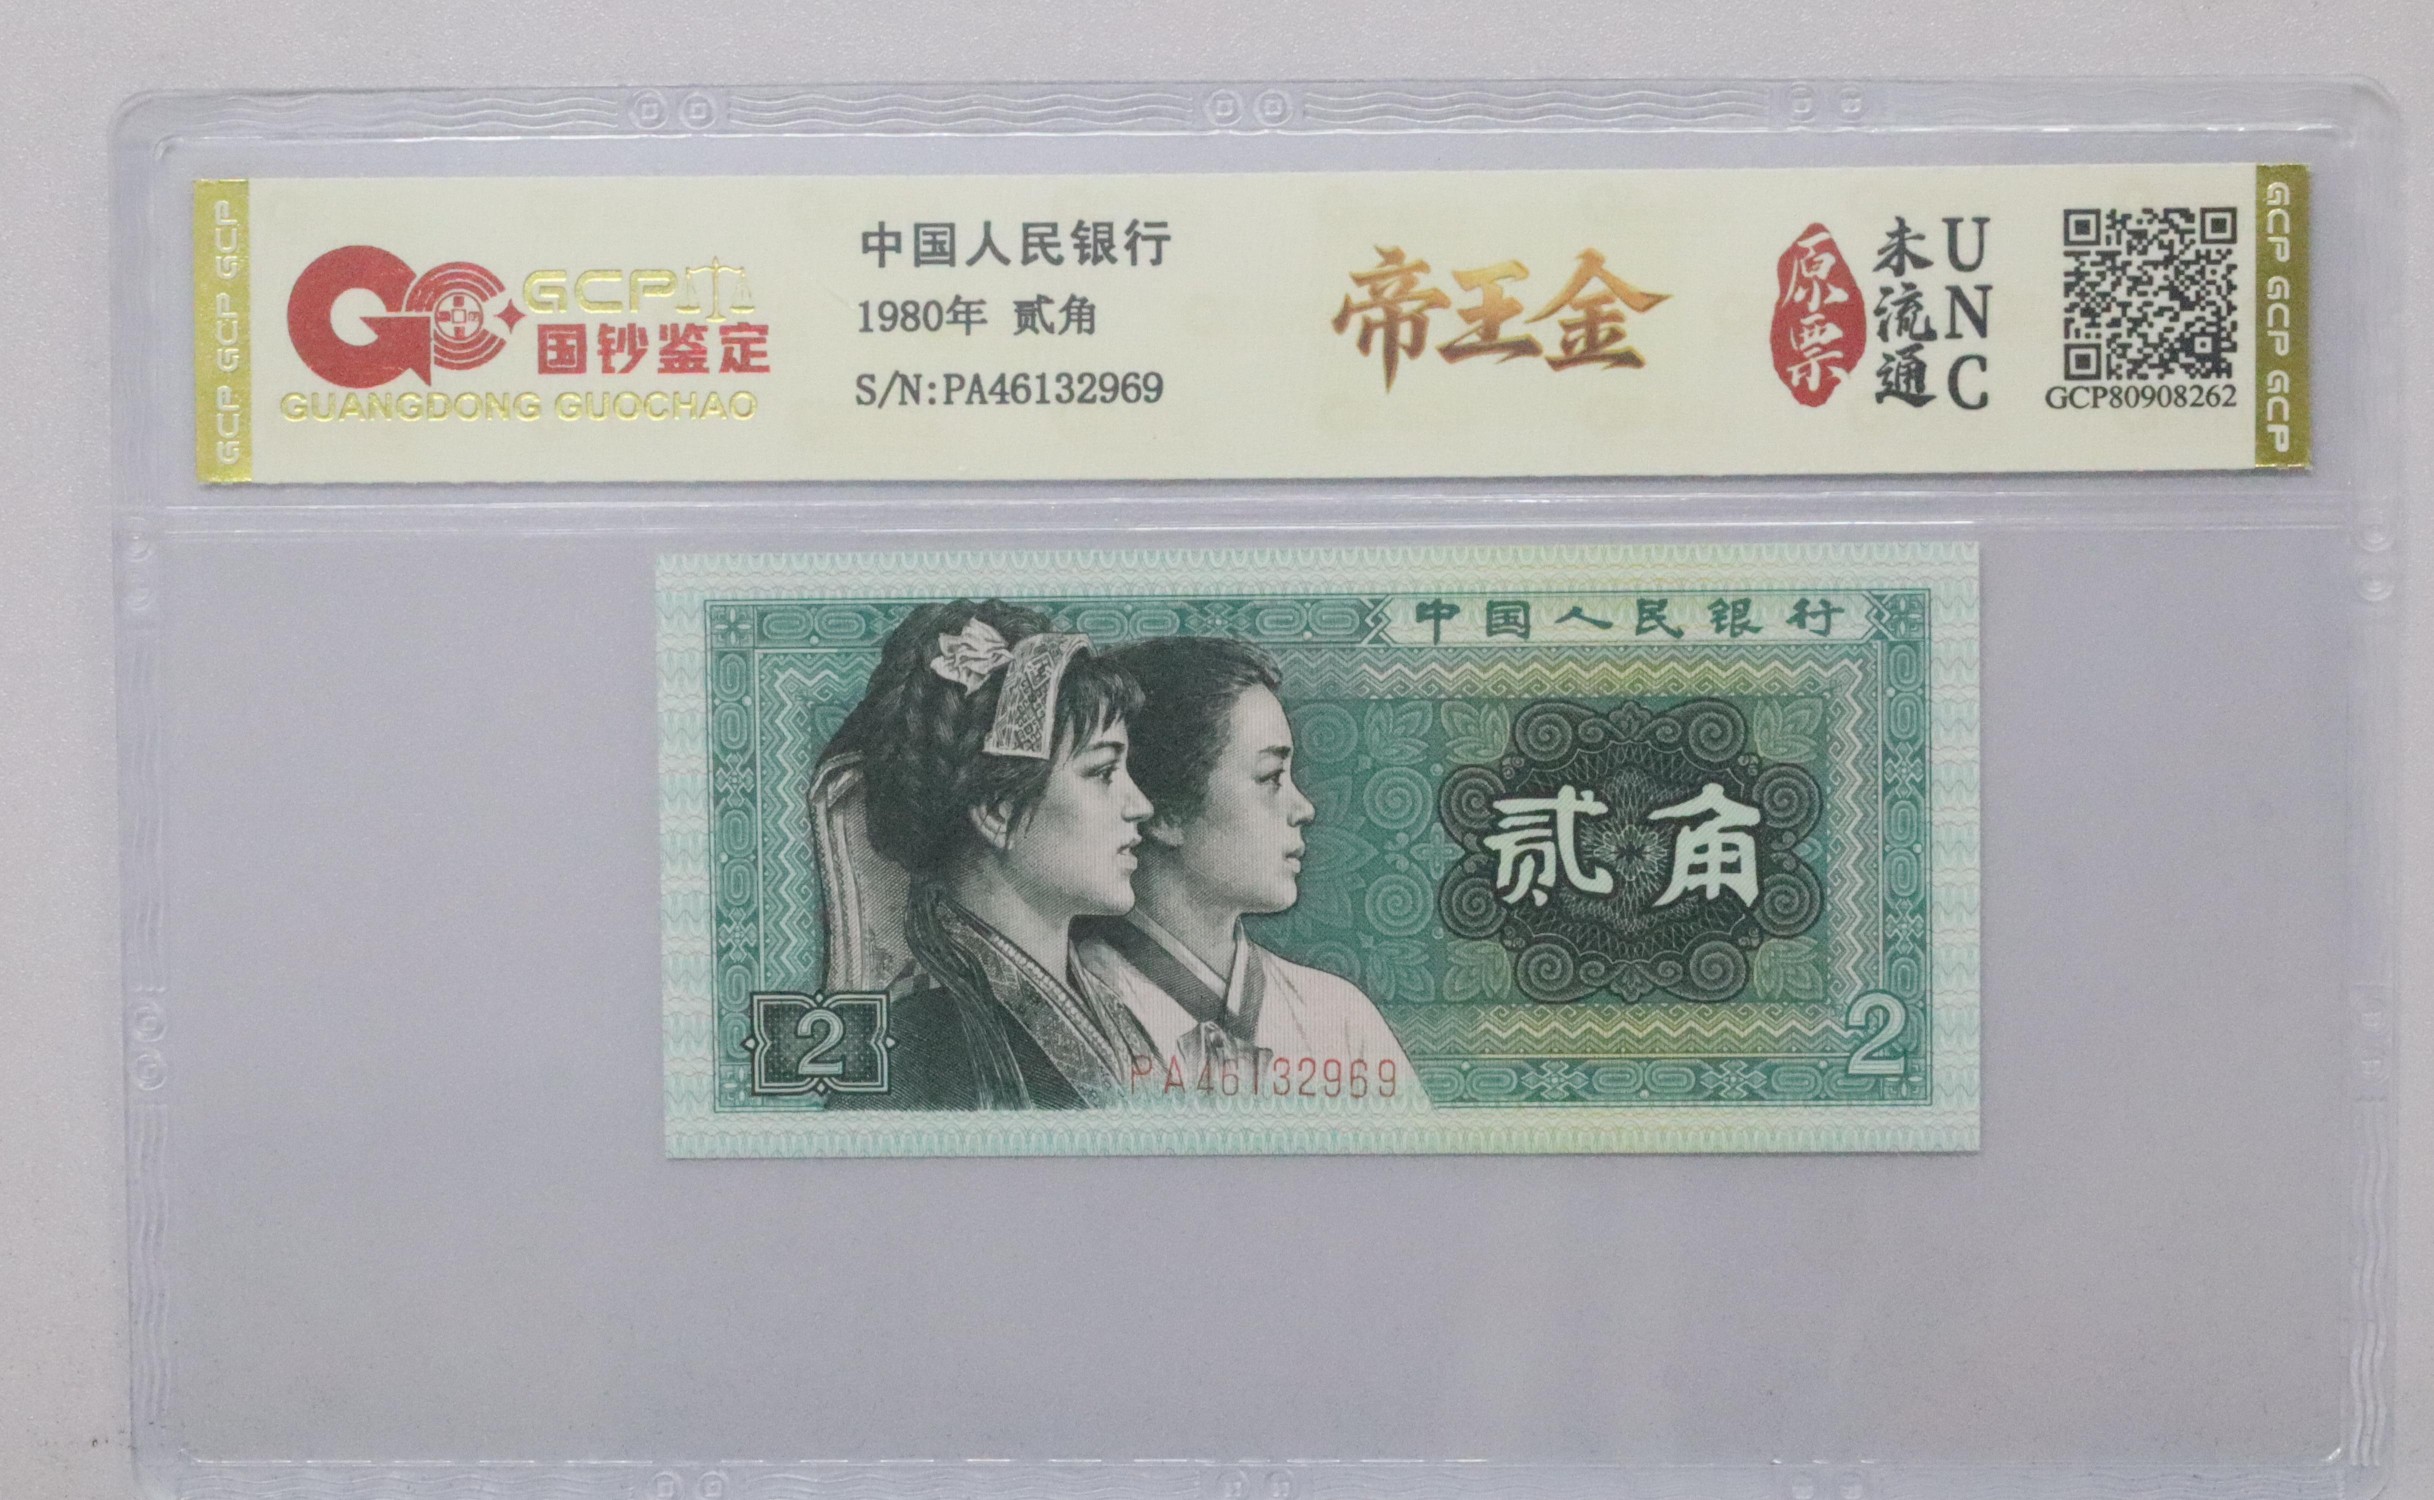 GCP GCP GCP
GCP
国钞鉴定
GUANGDONG GUOCHAO
中国人民银行
1980年 贰角
S/N:PA46132969
帝王金
原票
未流通
UNC
GCP80908262
GCP GCP GCP
中国人民银行
贰角
2
PA46132969
2